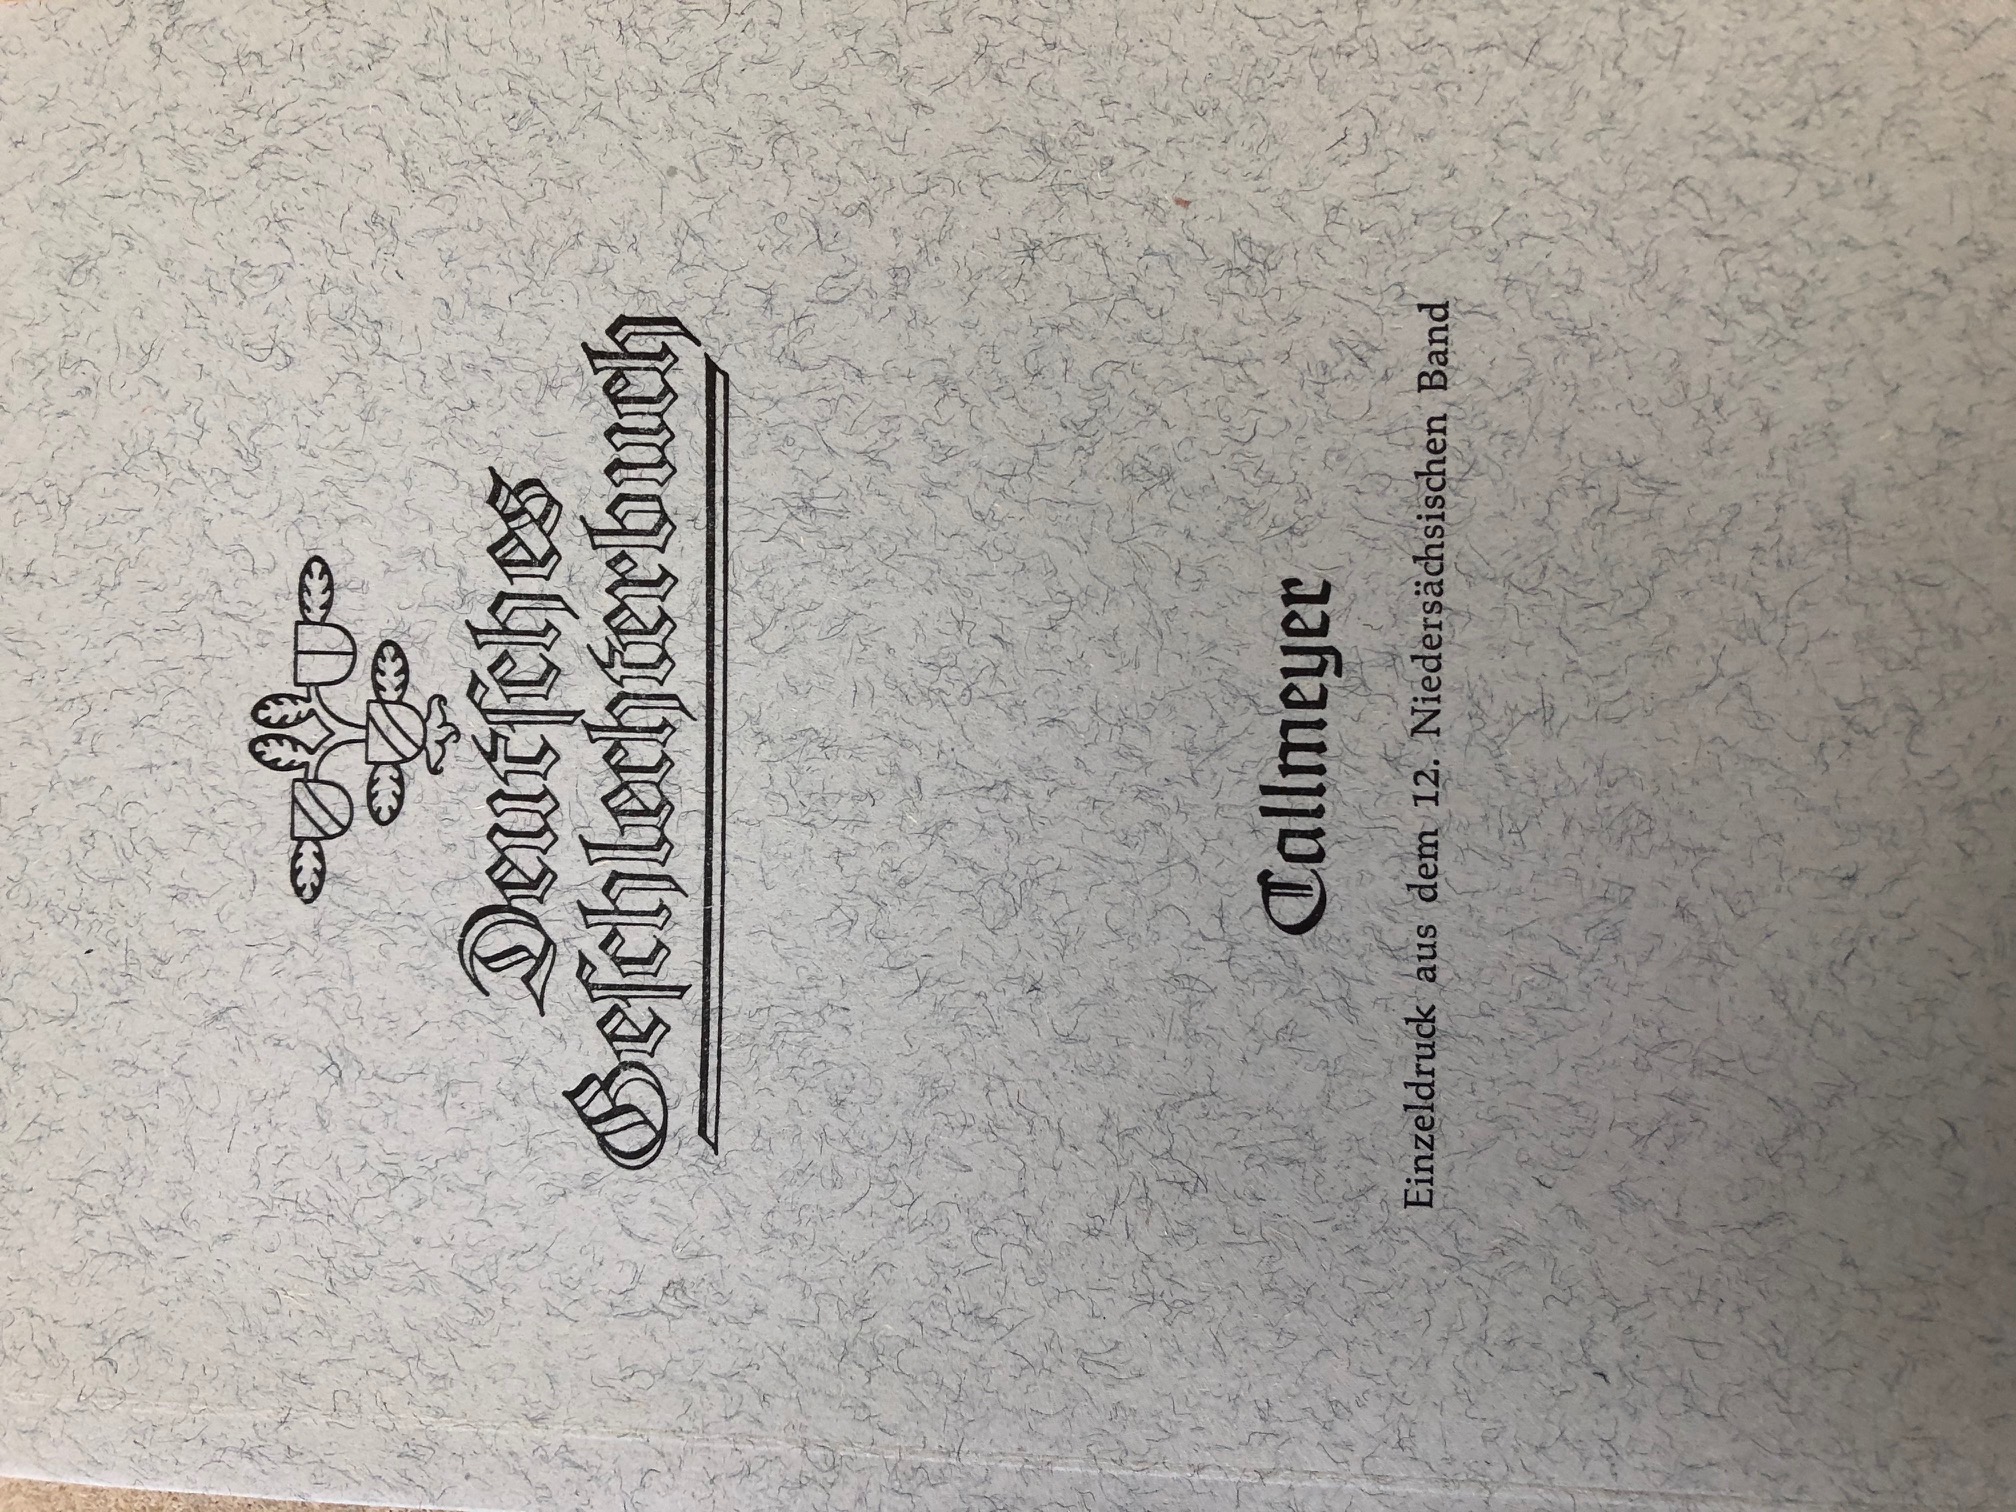 Deutſches
Geſchlechterbuch
Callmeyer
Einzeldruck aus dem 12. Niedersächsischen Band